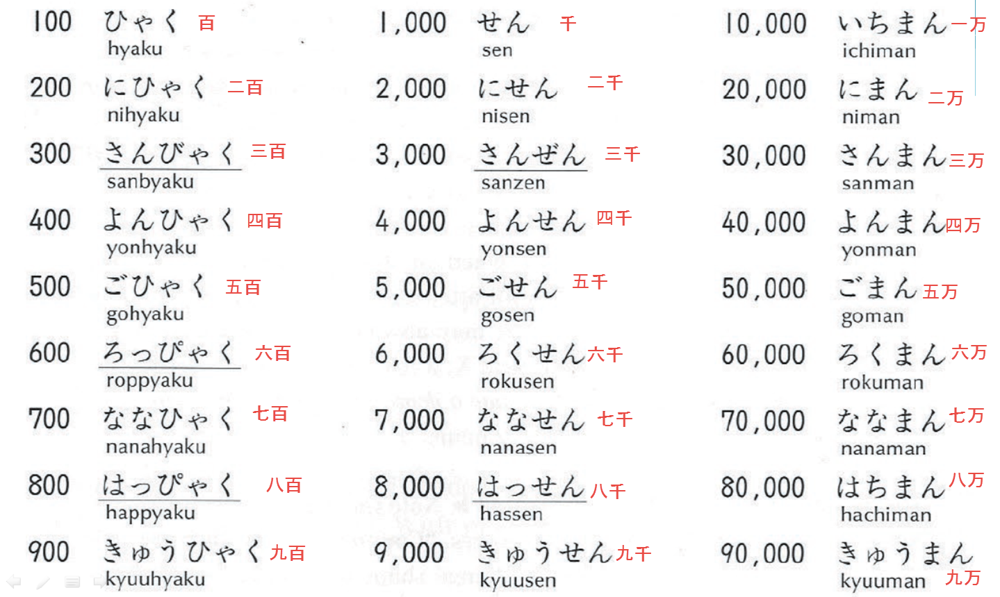 100 ひゃく 百 1,000 せん 千 10,000 いちまん 一万
hyaku sen ichiman
200 にひゃく 二百 2,000 にせん 二千 20,000 にまん 二万
nihyaku nisen niman
300 さんびゃく 三百 3,000 さんぜん 三千 30,000 さんまん 三万
sanbyaku sanzen sanman
400 よんひゃく 四百 4,000 よんせん 四千 40,000 よんまん 四万
yonhyaku yonsen yonman
500 ごひゃく 五百 5,000 ごせん 五千 50,000 ごまん 五万
gohyaku gosen goman
600 ろっぴゃく 六百 6,000 ろくせん 六千 60,000 ろくまん 六万
roppyaku rokusen rokuman
700 ななひゃく 七百 7,000 ななせん 七千 70,000 ななまん 七万
nanahyaku nanasen nanaman
800 はっぴゃく 八百 8,000 はっせん 八千 80,000 はちまん 八万
happyaku hassen hachiman
900 きゅうひゃく 九百 9,000 きゅうせん 九千 90,000 きゅうまん
kyuuhyaku kyuusen kyuuman 九万